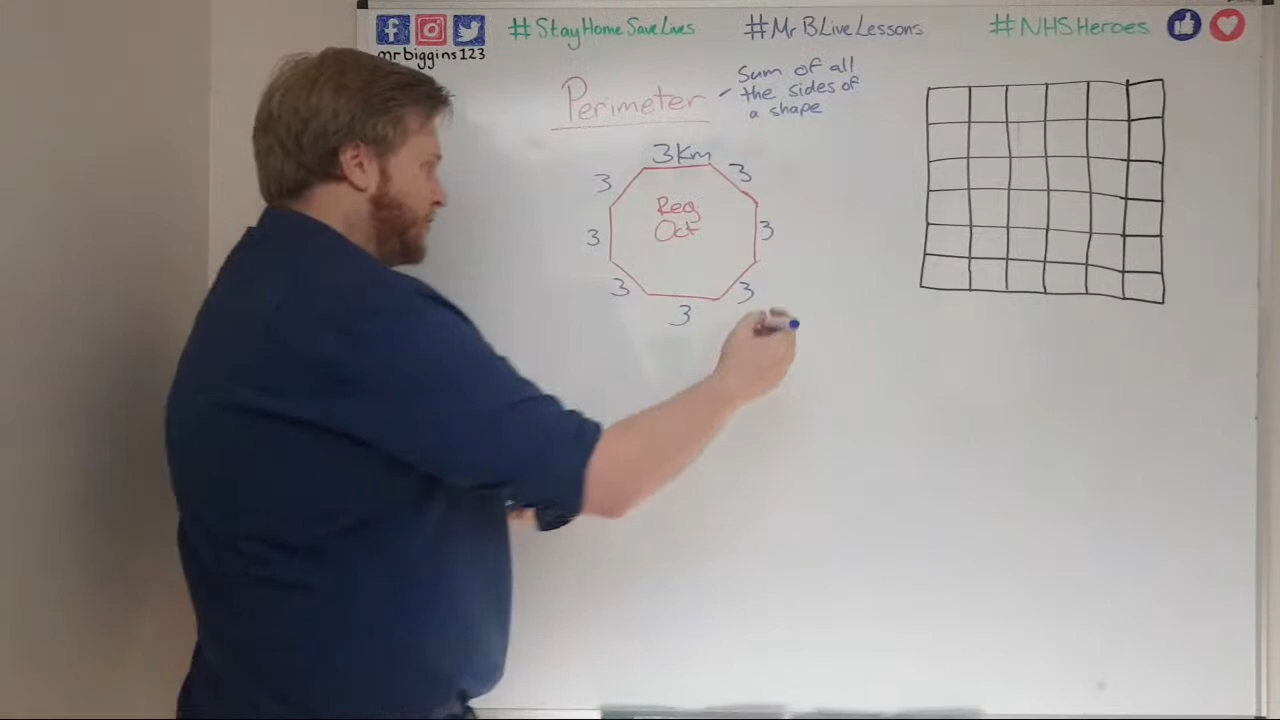 #StayHomeSaveLives
#MrBLiveLessons
#NHSHeroes
mrbiggins123
Perimeter - Sum of all
the sides of
a shape
3Km
3
3
Reg
Oct
3
3
3
3
3